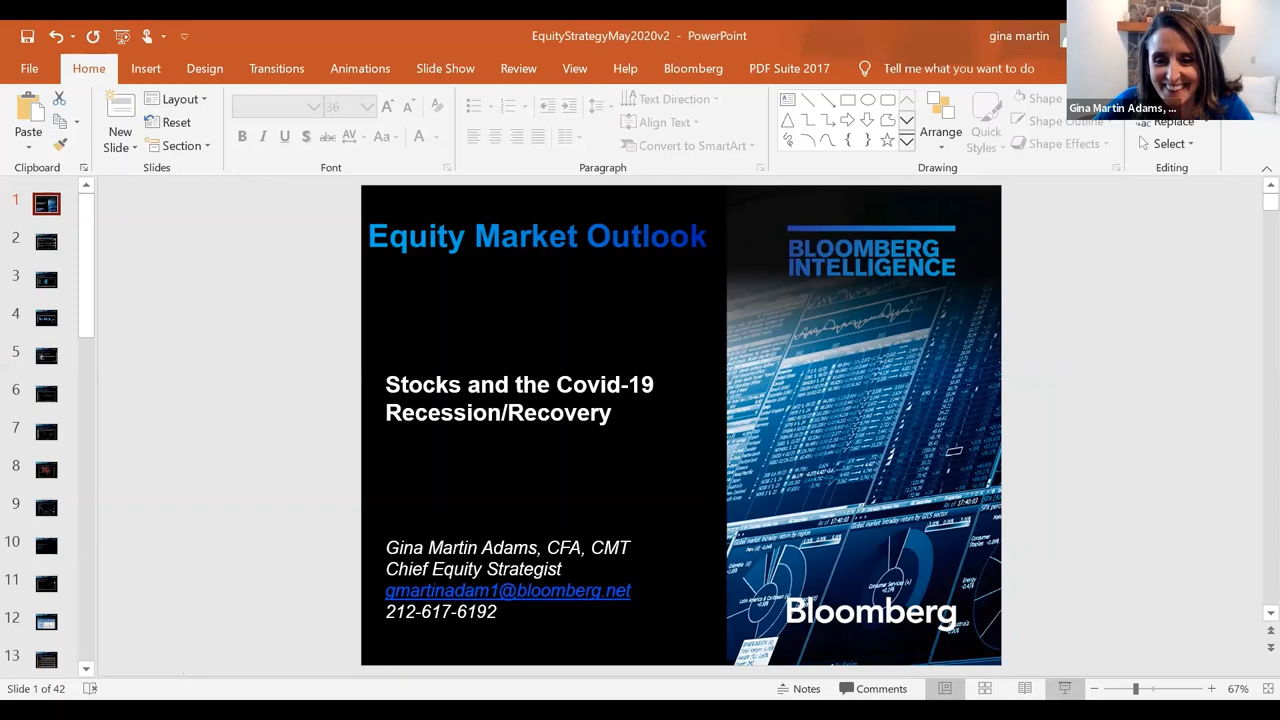 EquityStrategyMay2020v2 - PowerPoint
gina martin
File Home Insert Design Transitions Animations Slide Show Review View Help Bloomberg PDF Suite 2017 Tell me what you want to do
Gina Martin Adams, ...
Paste
Clipboard
New Slide
Layout
Reset
Section
Slides
36
Font
Text Direction
Align Text
Convert to SmartArt
Paragraph
Arrange
Quick Styles
Shape
Shape Outline
Shape Effects
Drawing
Replace
Select
Editing
1
2
3
4
5
6
7
8
9
10
11
12
13
Equity Market Outlook
BLOOMBERG
INTELLIGENCE
Stocks and the Covid-19
Recession/Recovery
Gina Martin Adams, CFA, CMT
Chief Equity Strategist
gmartinadam1@bloomberg.net
212-617-6192
Bloomberg
Slide 1 of 42
Notes
Comments
67%